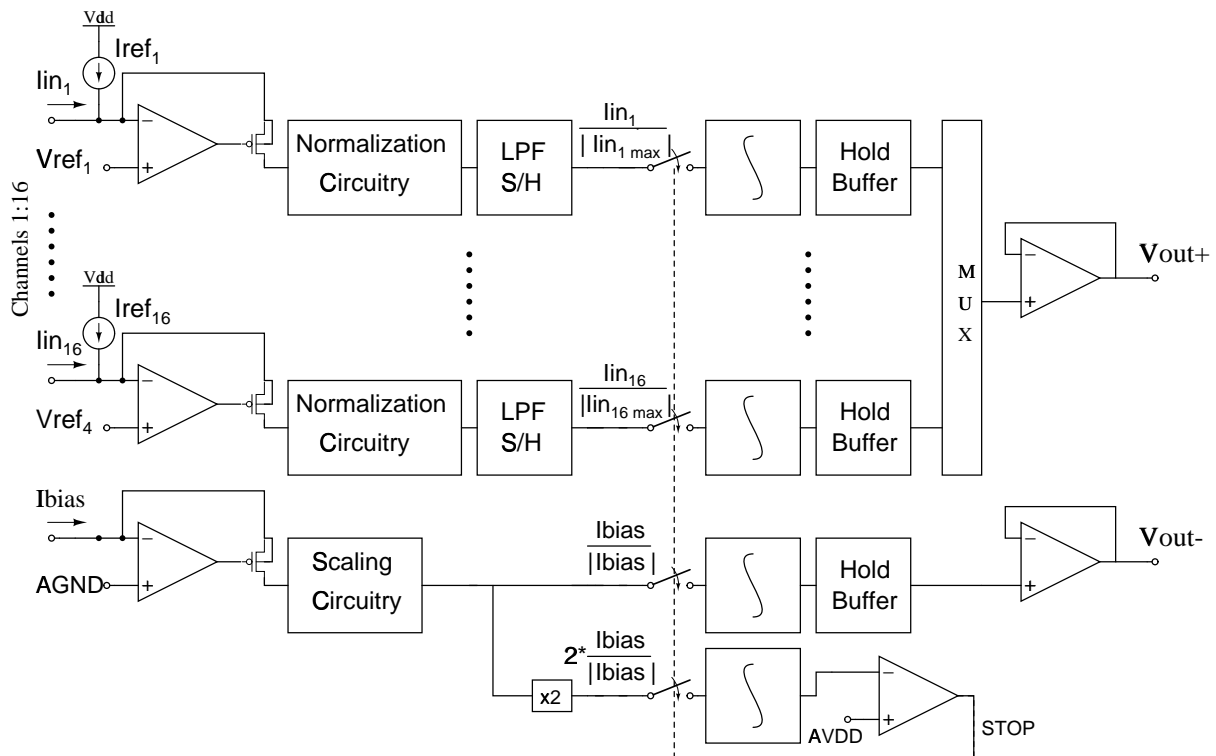 Vdd
Iref1
Iin1
Vref1
Normalization
Circuitry
LPF
S/H
Iin1
| Iin1 max |
Hold
Buffer
Channels 1:16
Vdd
Iref16
Iin16
Vref4
Normalization
Circuitry
LPF
S/H
Iin16
|Iin16 max|
Hold
Buffer
M
U
X
Vout+
Ibias
AGND
Scaling
Circuitry
Ibias
|Ibias|
Hold
Buffer
Vout-
x2
2* Ibias
|Ibias|
AVDD
STOP